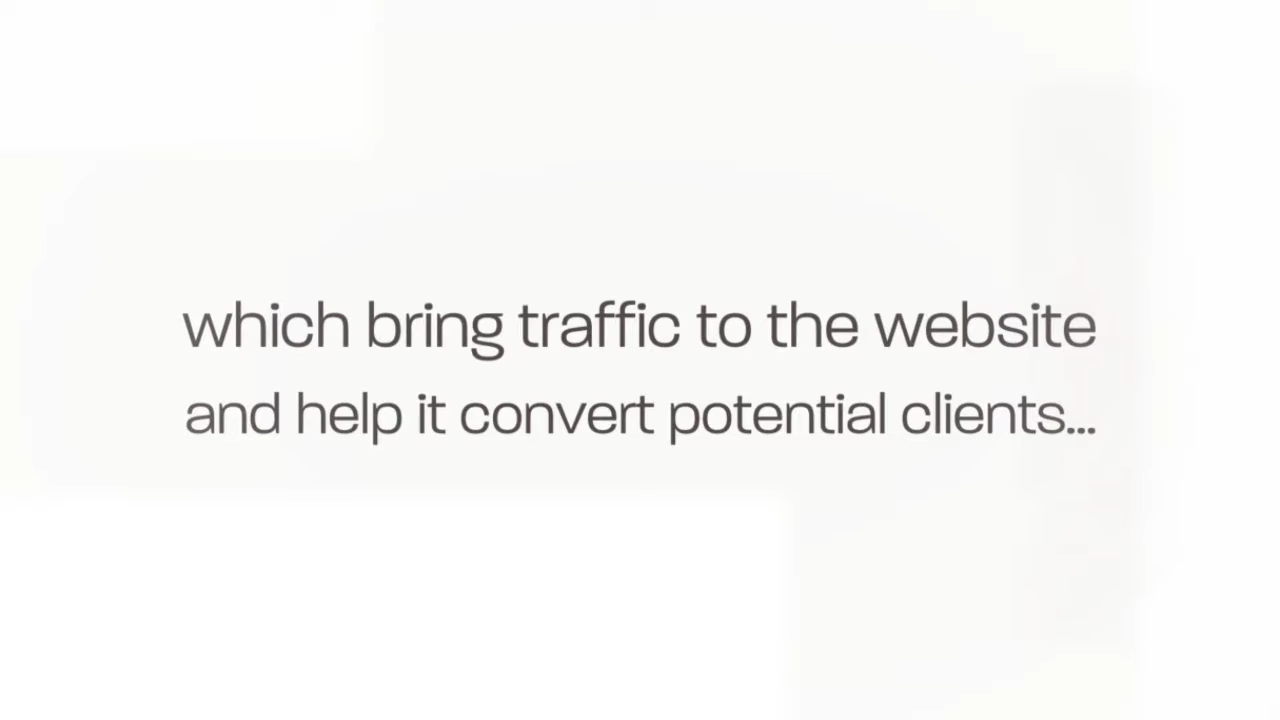 which bring traffic to the website
and help it convert potential clients...